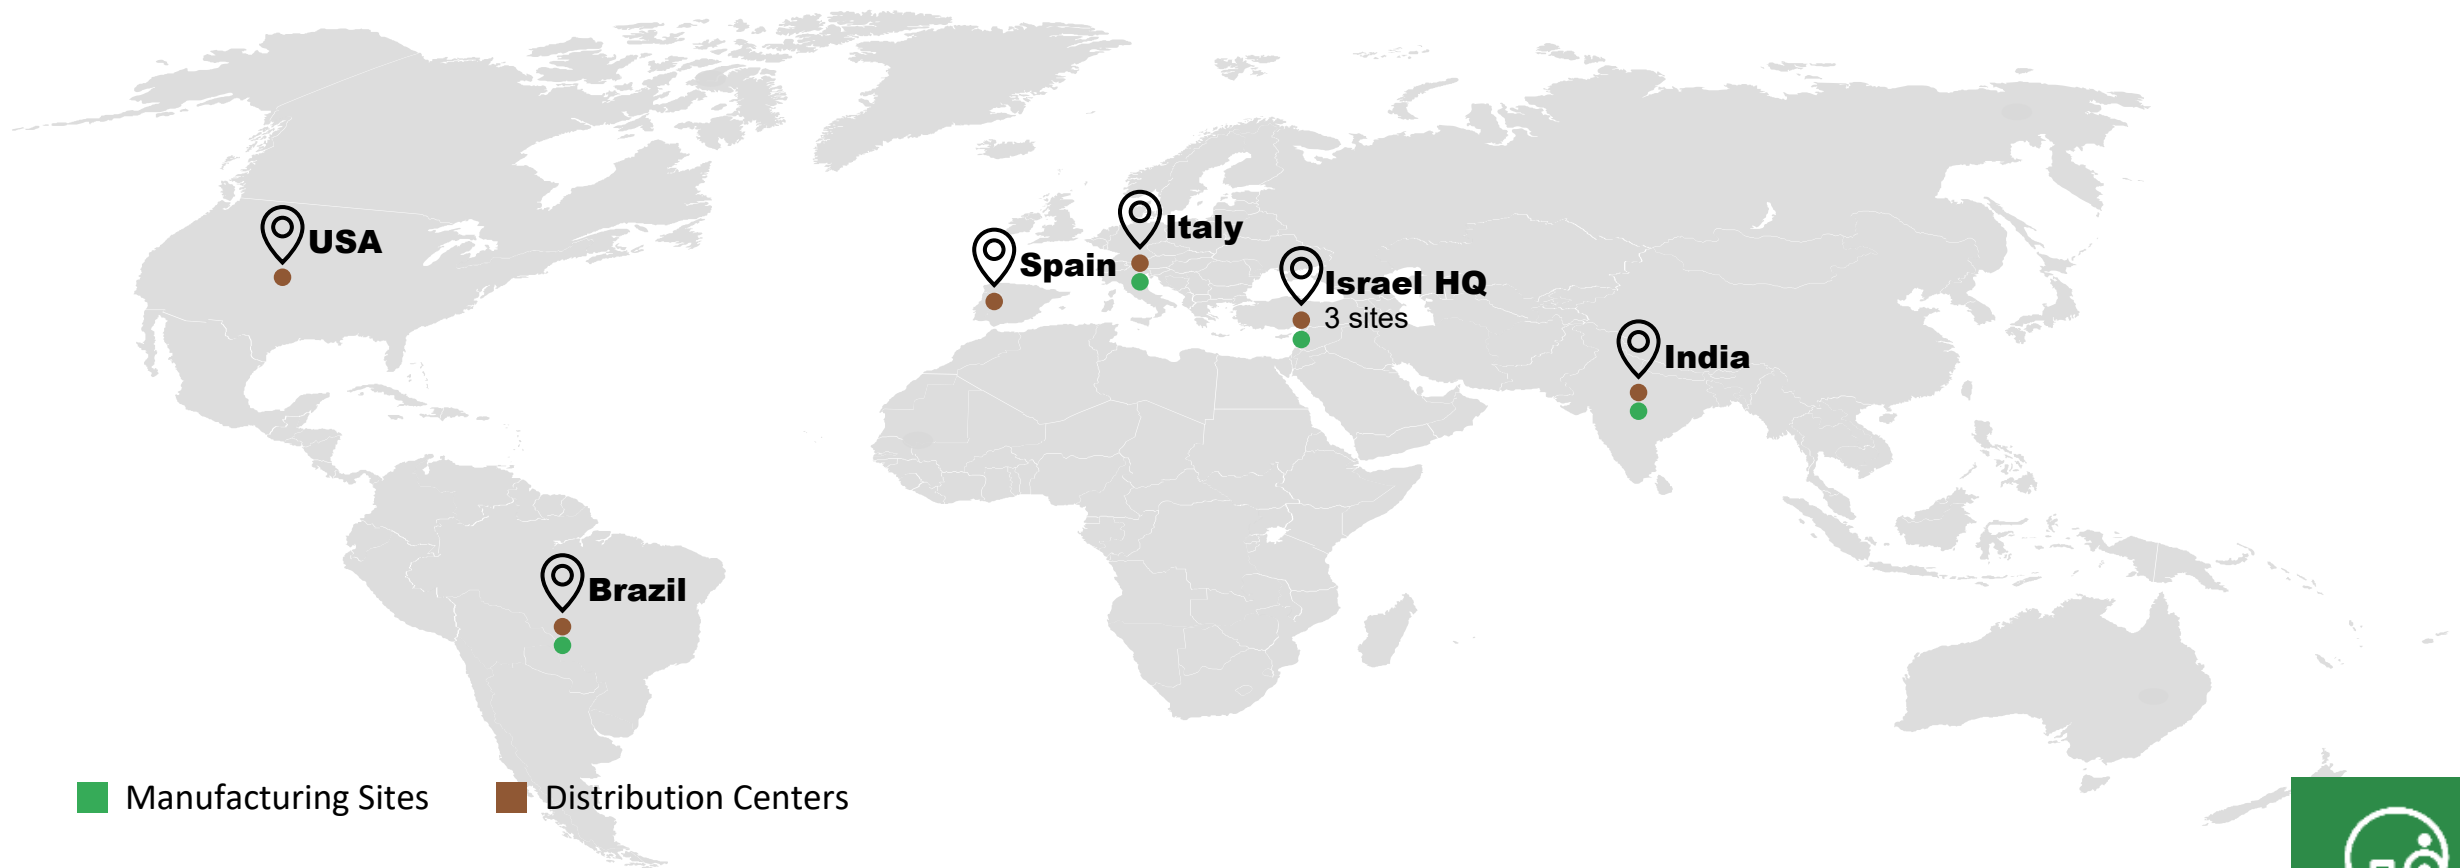 USA
Italy
Spain
Israel HQ
3 sites
India
Brazil
Manufacturing Sites
Distribution Centers